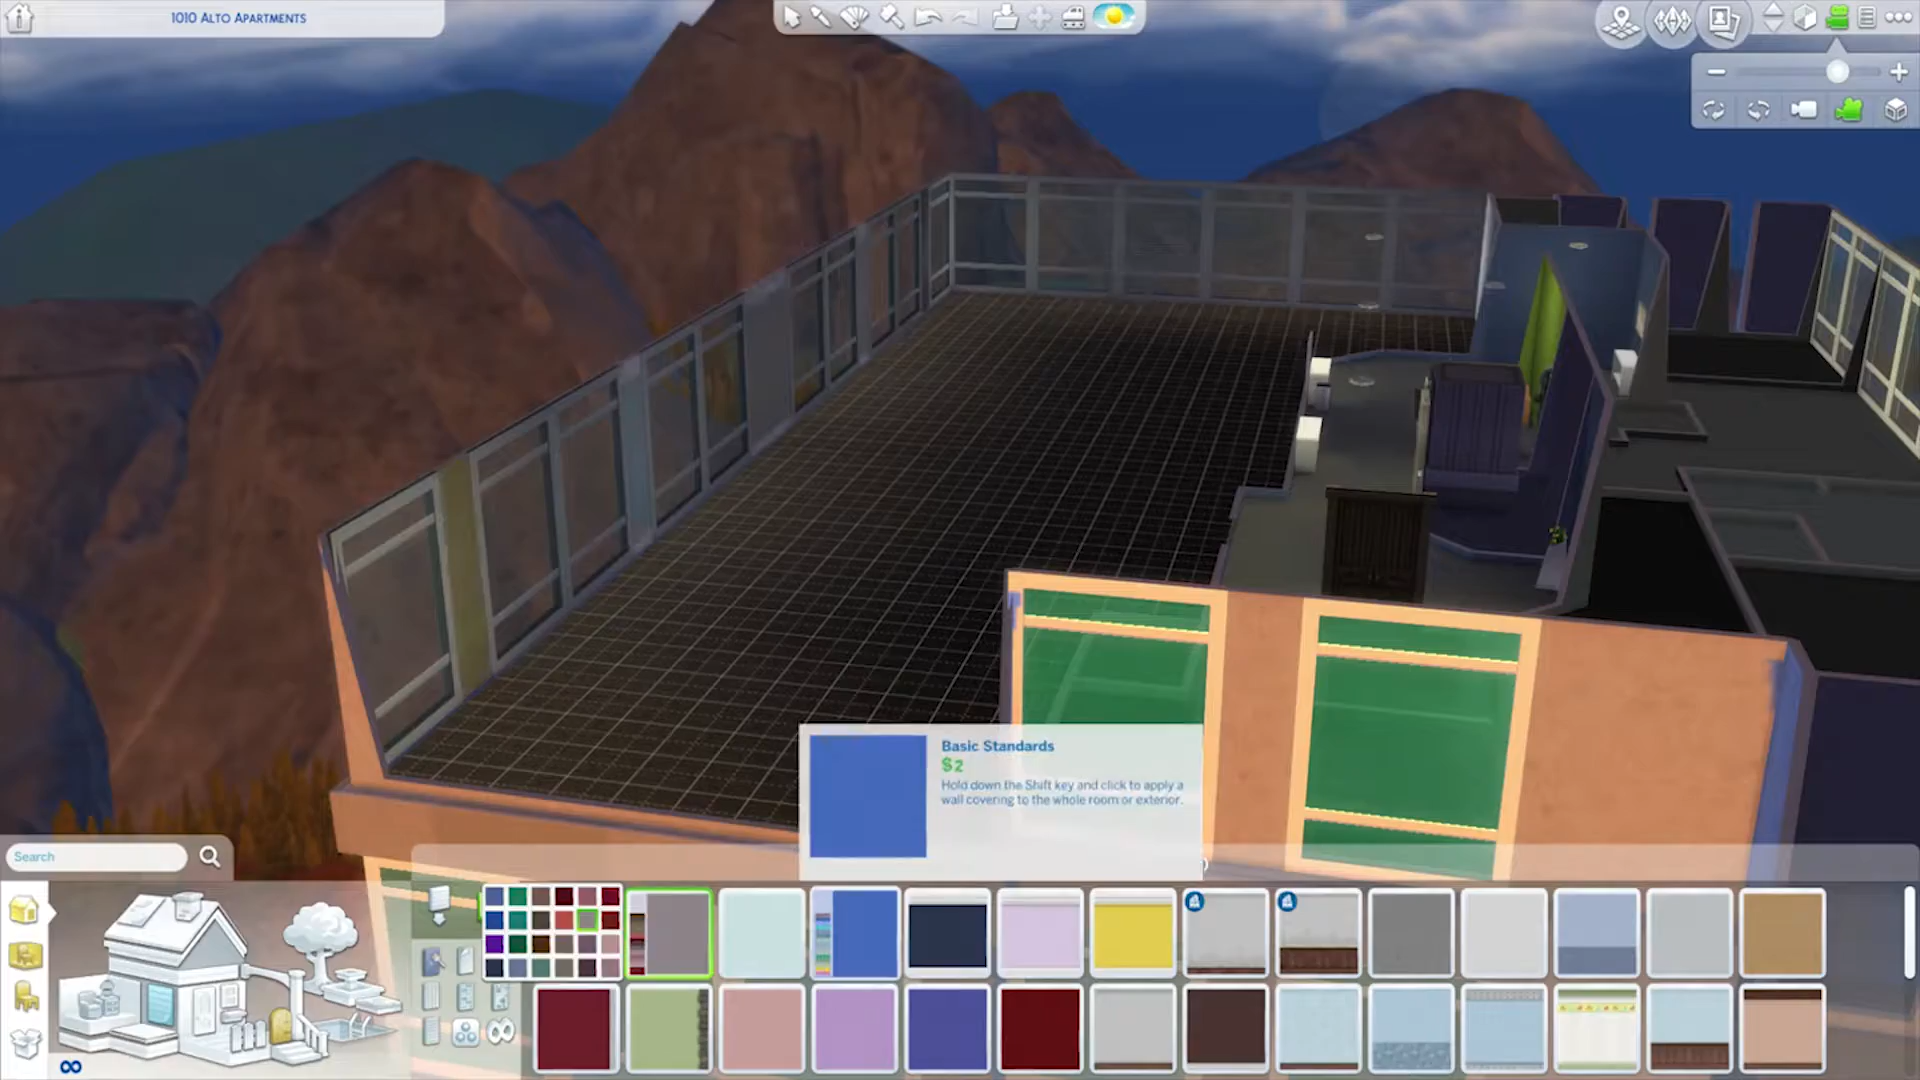 1010 Alto Apartments
Basic Standards
$2
Hold down the Shift key and click to apply a
wall covering to the whole room or exterior.
Search